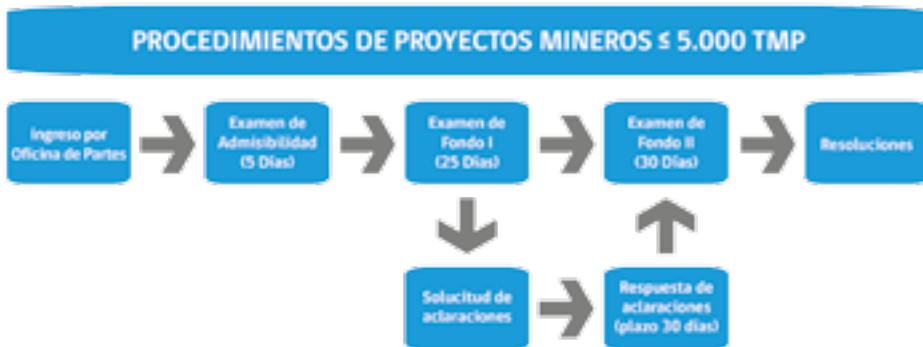 PROCEDIMIENTOS DE PROYECTOS MINEROS ≤ 5.000 TMP
Ingreso por
Oficina de Partes
Examen de
Admisibilidad
(5 Días)
Examen de
Fondo I
(25 Días)
Examen de
Fondo II
(30 Días)
Resoluciones
Solucitud de
aclaraciones
Respuesta de
aclaraciones
(plazo 30 días)